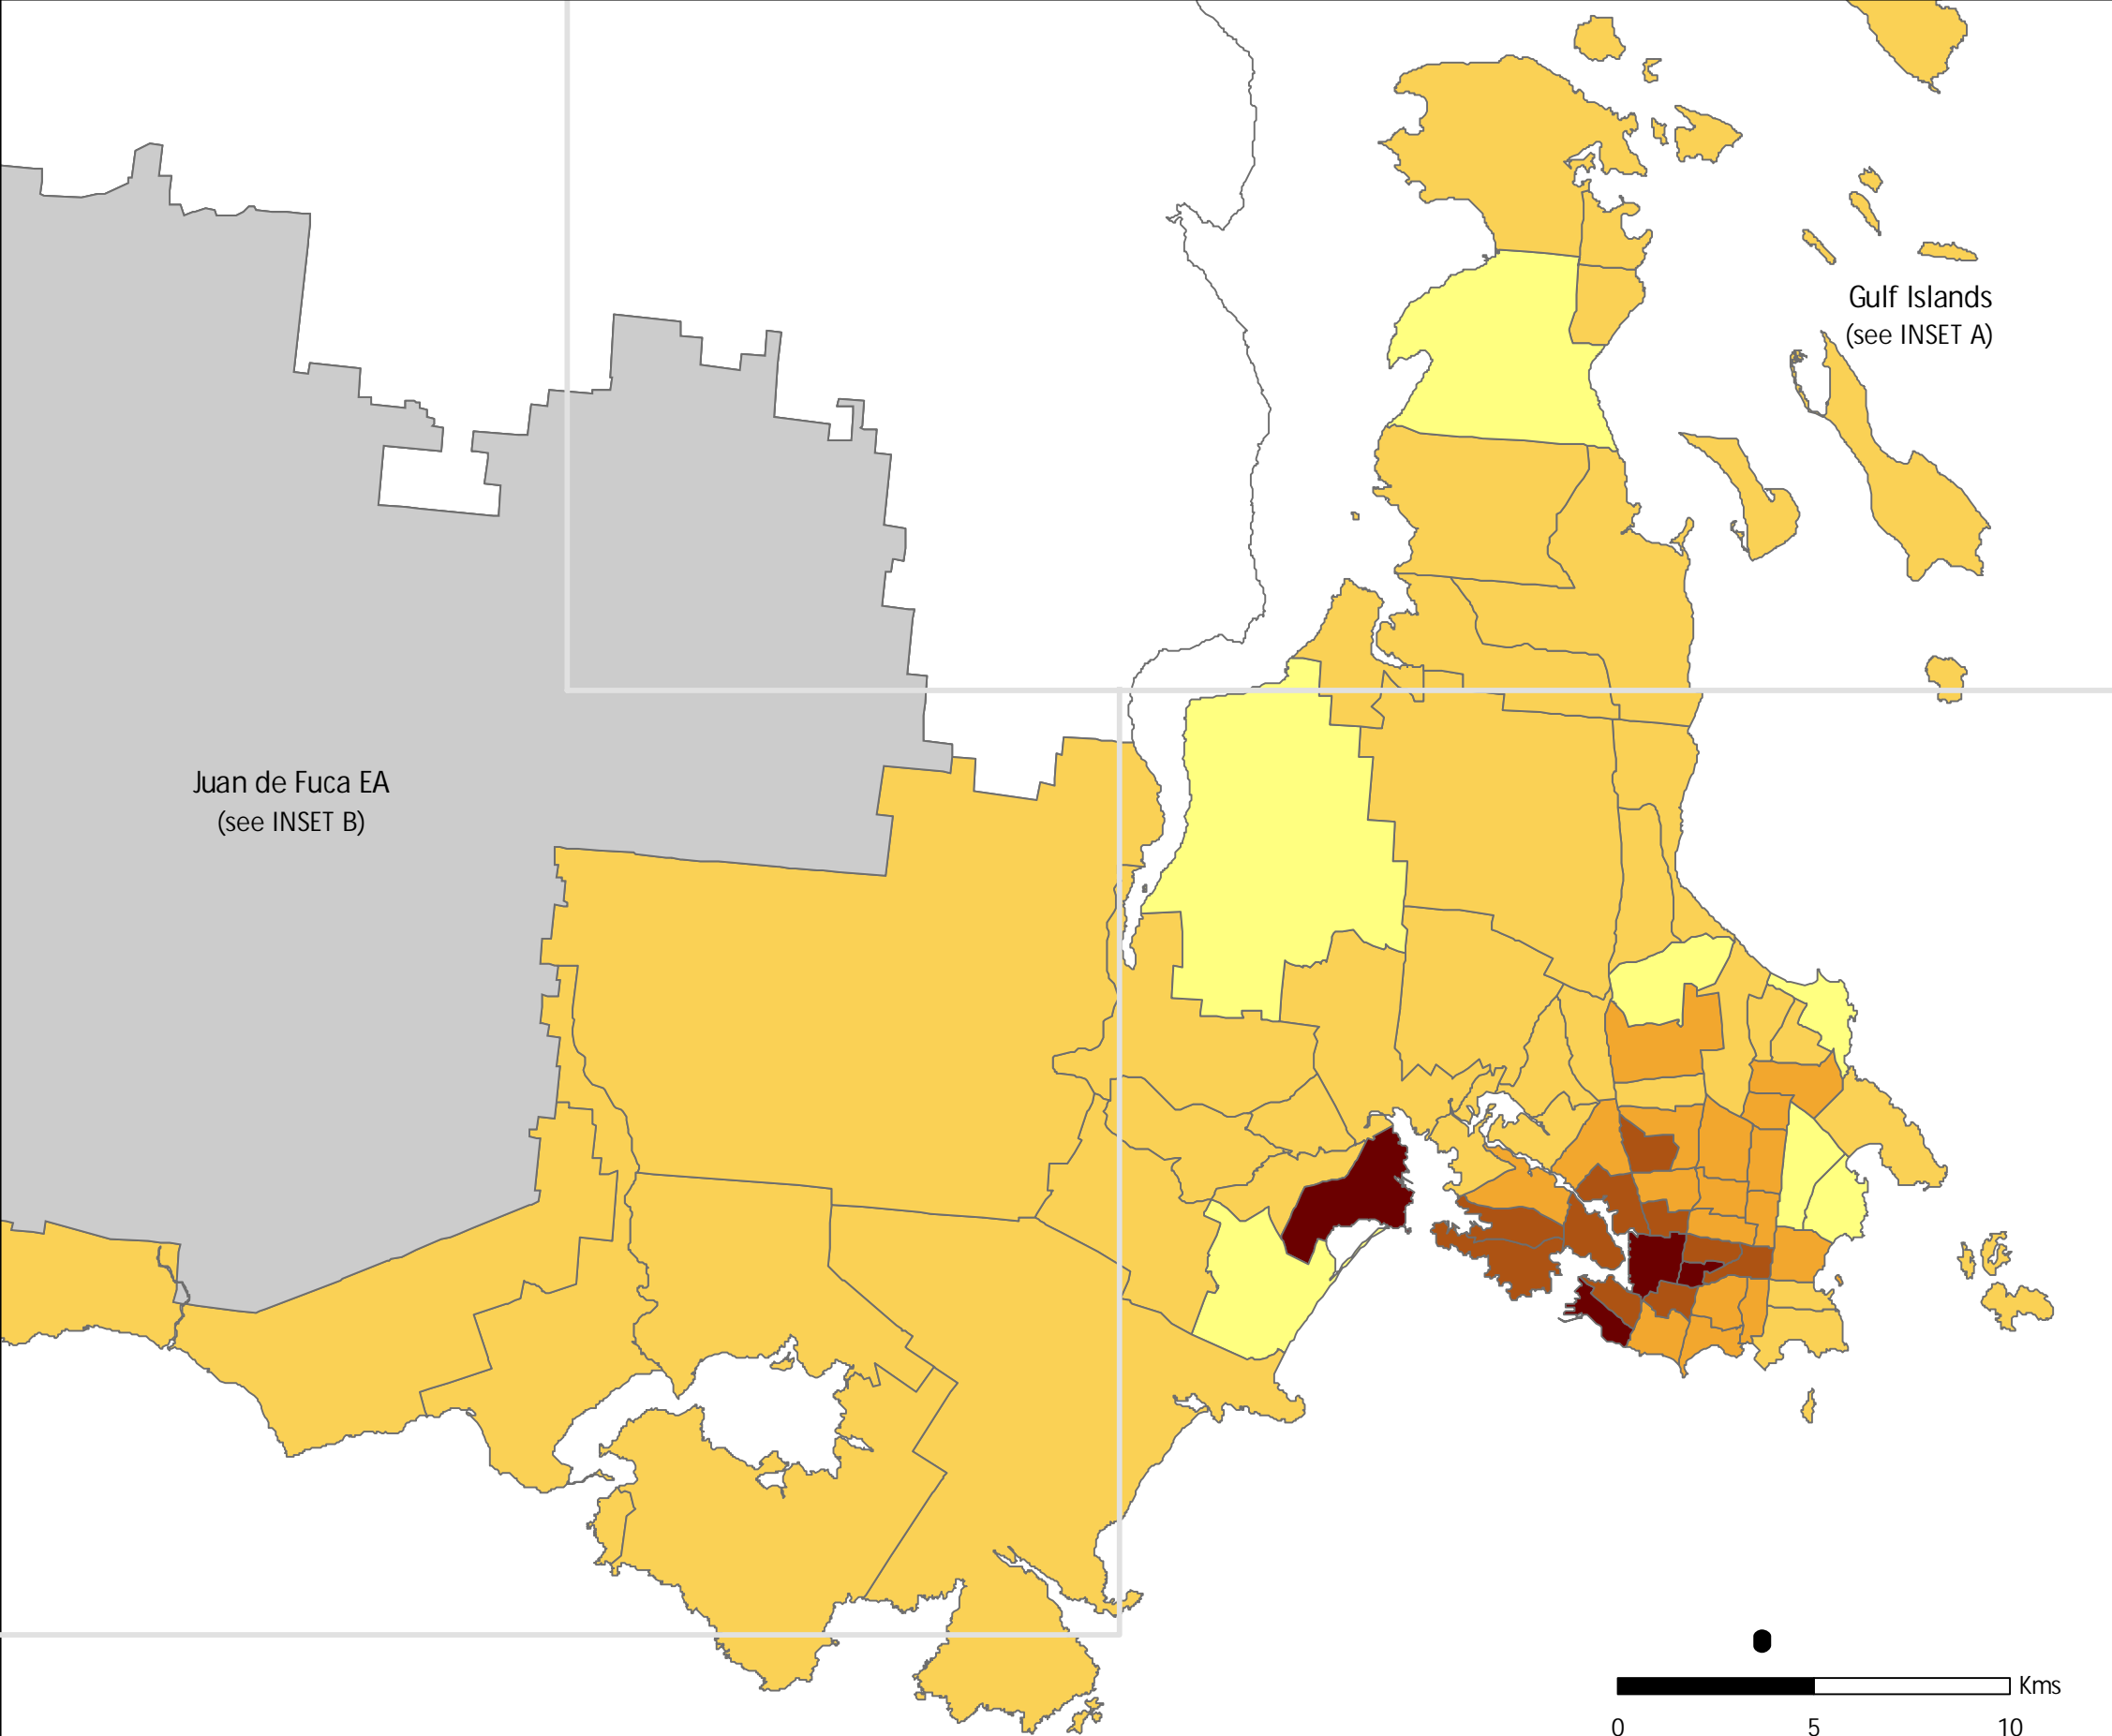 Gulf Islands
(see INSET A)
Juan de Fuca EA
(see INSET B)
Kms
0 5 10